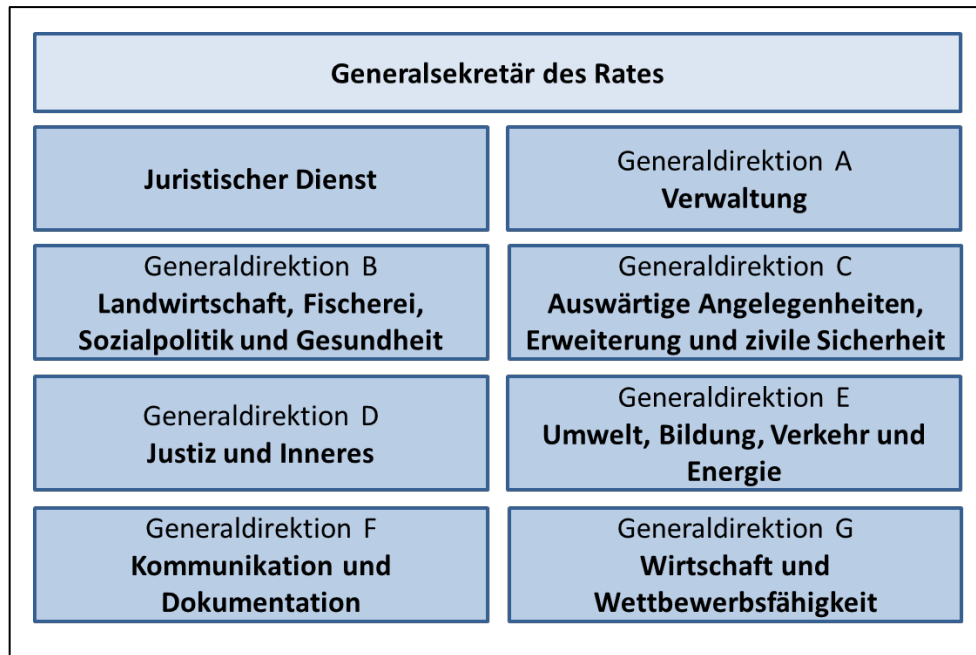 Generalsekretär des Rates
Juristischer Dienst
Generaldirektion A
Verwaltung
Generaldirektion B
Landwirtschaft, Fischerei,
Sozialpolitik und Gesundheit
Generaldirektion C
Auswärtige Angelegenheiten,
Erweiterung und zivile Sicherheit
Generaldirektion D
Justiz und Inneres
Generaldirektion E
Umwelt, Bildung, Verkehr und
Energie
Generaldirektion F
Kommunikation und
Dokumentation
Generaldirektion G
Wirtschaft und
Wettbewerbsfähigkeit